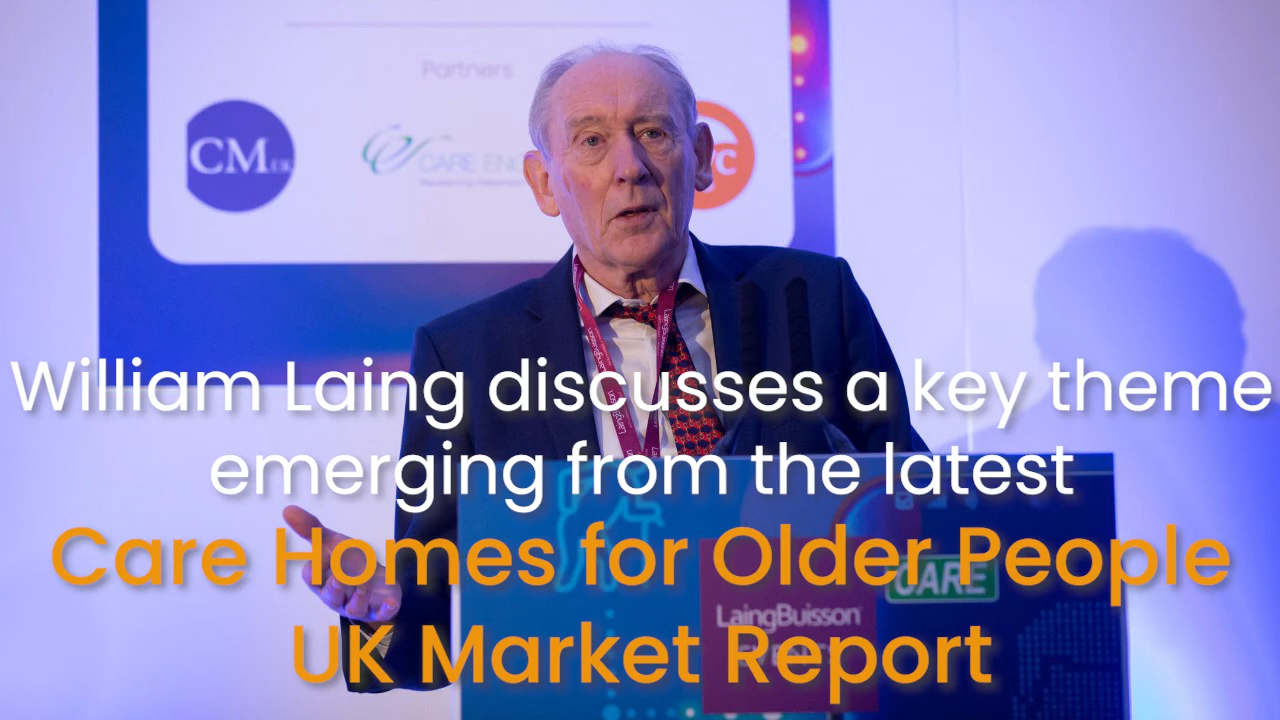 Partners
CM.UK
CARE
LaingBuisson
William Laing discusses a key theme
emerging from the latest
Care Homes for Older People
CARE
LaingBuisson
UK Market Report